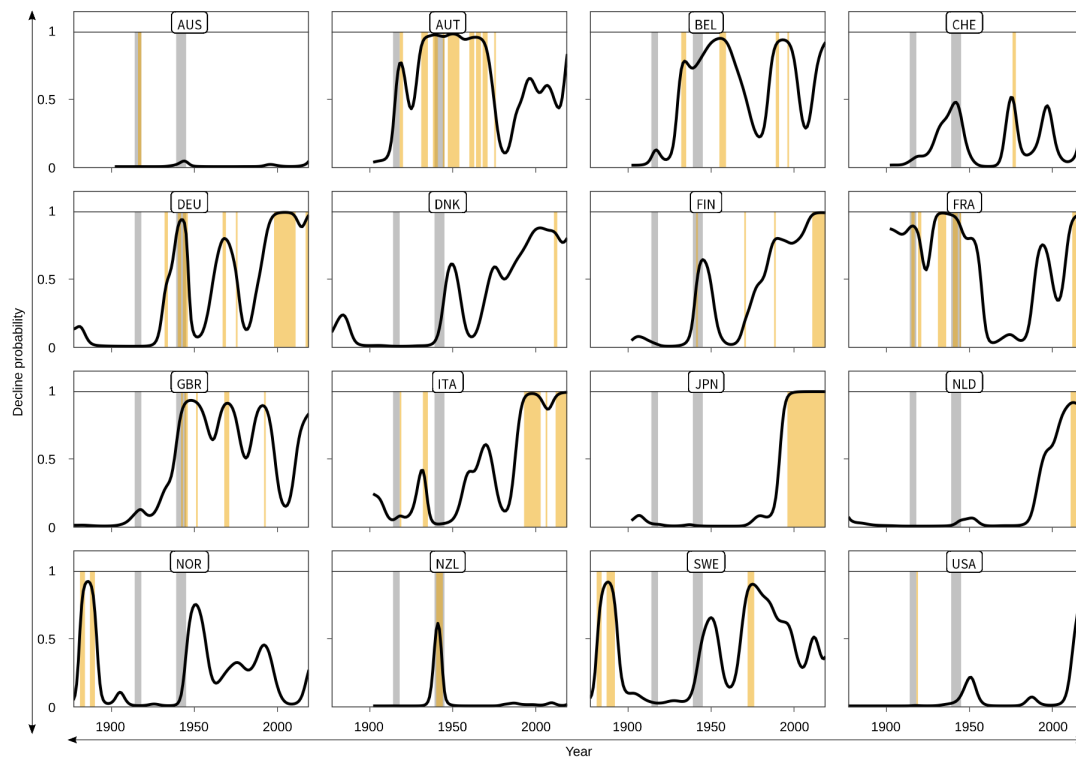 AUS AUT BEL CHE
1
0.5
0
DEU DNK FIN FRA
1
0.5
0
GBR ITA JPN NLD
1
0.5
0
NOR NZL SWE USA
1
0.5
0
1900 1950 2000 1900 1950 2000 1900 1950 2000 1900 1950 2000
Decline probability
Year